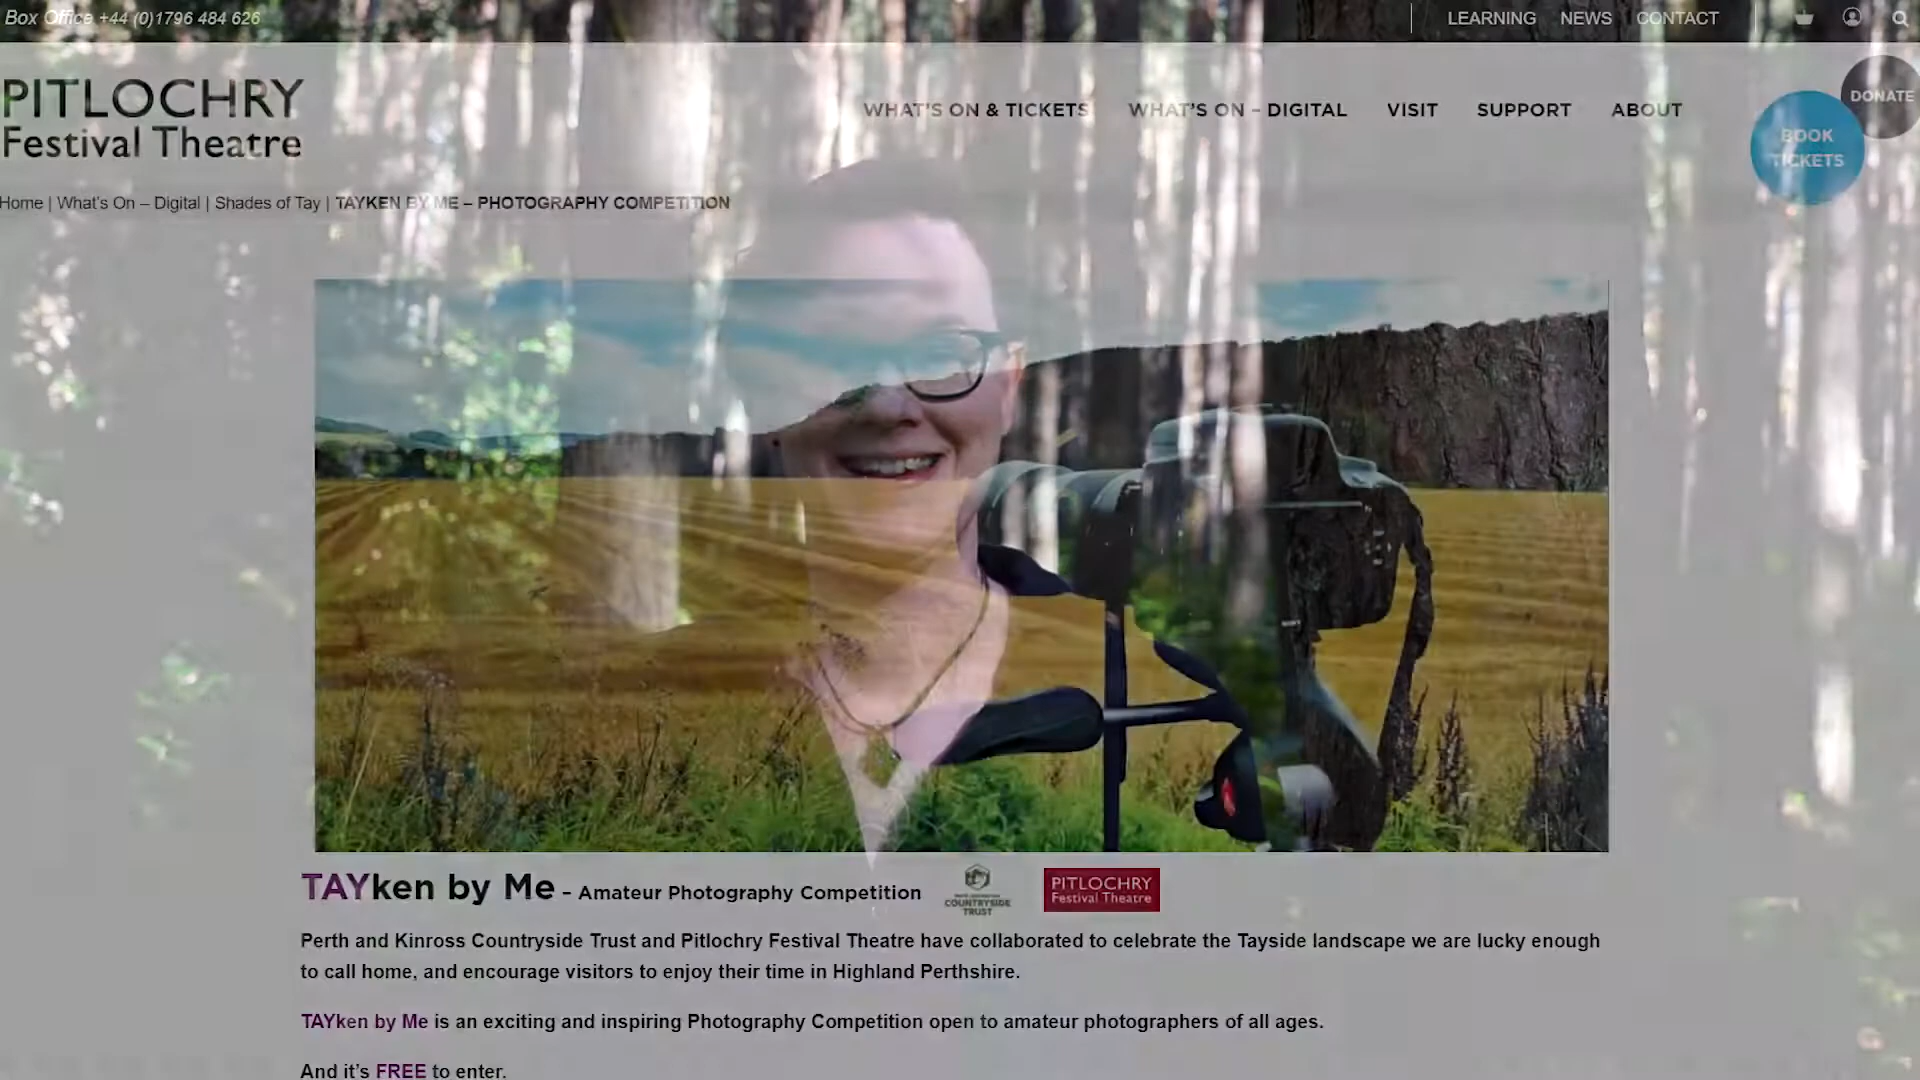 Box Office +44 (0)1796 484 626
LEARNING NEWS CONTACT
PITLOCHRY
Festival Theatre
WHAT'S ON & TICKETS WHAT'S ON – DIGITAL VISIT SUPPORT ABOUT
DONATE
BOOK
TICKETS
Home | What's On – Digital | Shades of Tay | TAYKEN BY ME – PHOTOGRAPHY COMPETITION
TAYken by Me – Amateur Photography Competition
COUNTRYSIDE
TRUST
PITLOCHRY
Festival Theatre
Perth and Kinross Countryside Trust and Pitlochry Festival Theatre have collaborated to celebrate the Tayside landscape we are lucky enough
to call home, and encourage visitors to enjoy their time in Highland Perthshire.
TAYken by Me is an exciting and inspiring Photography Competition open to amateur photographers of all ages.
And it's FREE to enter.